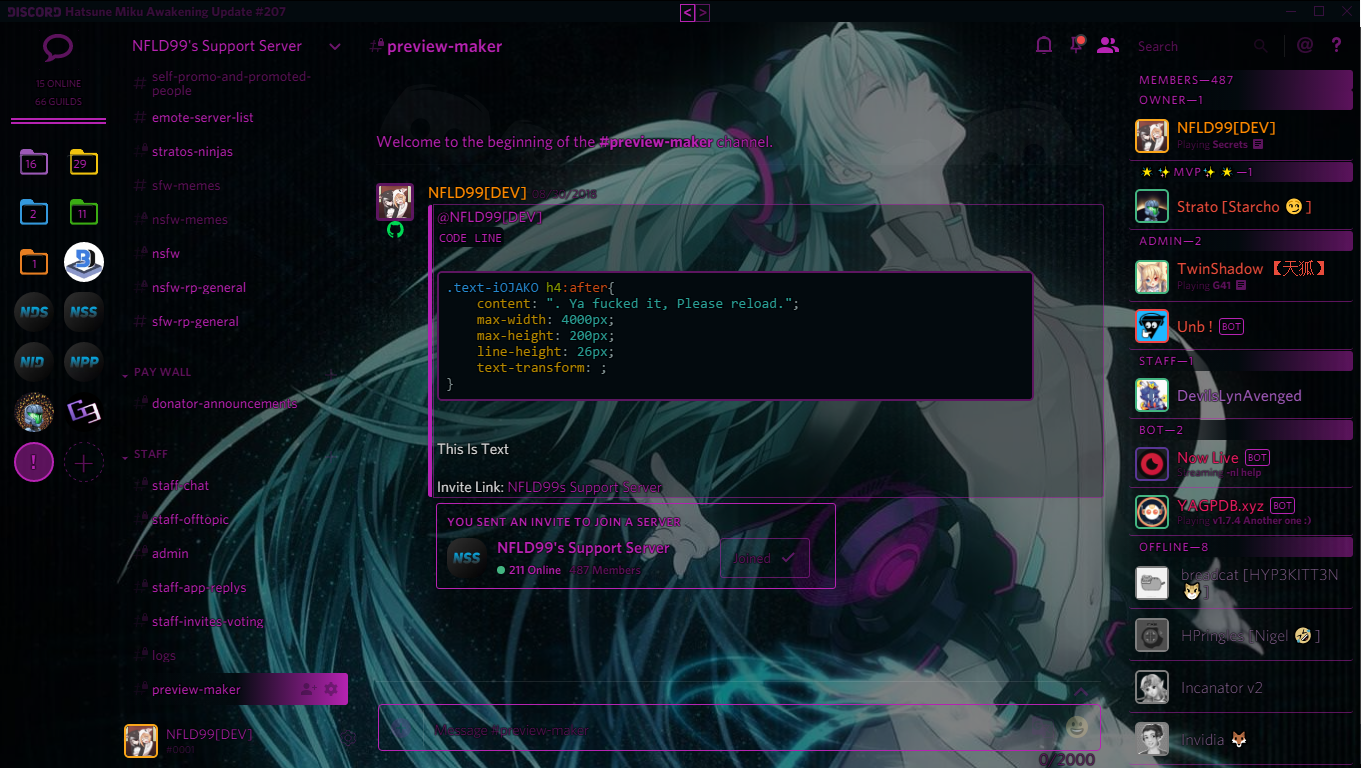 DISCORD Hatsune Miku Awakening Update #207
< >
15 ONLINE
66 GUILDS
16
29
2
11
1
NDS
NSS
NID
NPP
!
NFLD99's Support Server
self-promo-and-promoted-
people
emote-server-list
stratos-ninjas
sfw-memes
nsfw-memes
nsfw
nsfw-rp-general
sfw-rp-general
PAY WALL
donator-announcements
STAFF
staff-chat
staff-offtopic
admin
staff-app-replys
staff-invites-voting
logs
preview-maker
NFLD99[DEV]
#0001
#preview-maker
Search
@ ?
Welcome to the beginning of the #preview-maker channel.
NFLD99[DEV]
@NFLD99[DEV]
CODE LINE
.text-iOJAKO h4:after{
content: ". Ya fucked it, Please reload.";
max-width: 4000px;
max-height: 200px;
line-height: 26px;
text-transform: ;
}
This Is Text
Invite Link: NFLD99s Support Server
YOU SENT AN INVITE TO JOIN A SERVER
NSS
NFLD99's Support Server
211 Online 487 Members
Joined
Message #preview-maker
0/2000
MEMBERS—487
OWNER—1
NFLD99[DEV]
Playing Secrets
⭐ ✨MVP✨ ⭐ —1
Strato [Starcho 😏 ]
ADMIN—2
TwinShadow 【天狐】
Playing G41
Unb ! BOT
STAFF—1
DevilsLynAvenged
BOT—2
Now Live BOT
Streaming -nl help
YAGPDB.xyz BOT
Playing v1.7.4 Another one :)
OFFLINE—8
breadcat [HYP3KITT3N
🐱 ]
HPringles[TNigel 🤣 ]
Incanator v2
Invidia 🦊